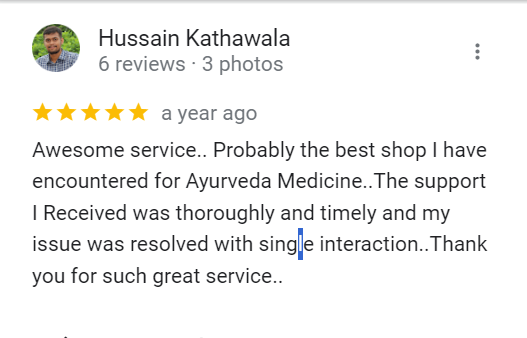 Hussain Kathawala
6 reviews · 3 photos
a year ago
Awesome service.. Probably the best shop I have
encountered for Ayurveda Medicine..The support
I Received was thoroughly and timely and my
issue was resolved with single interaction..Thank
you for such great service..